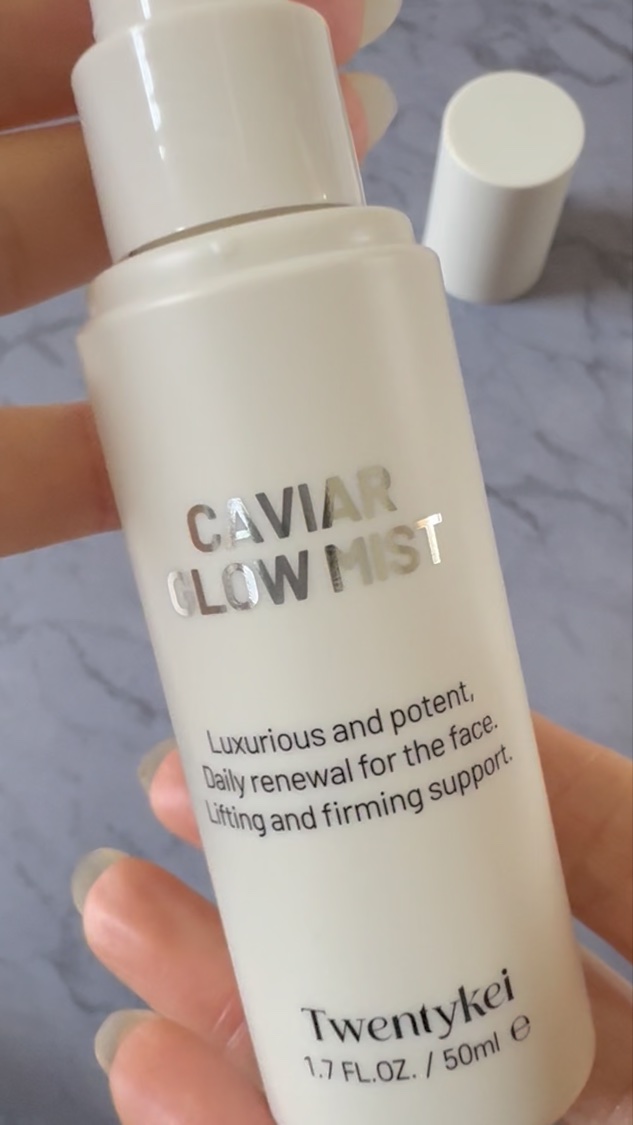 CAVIAR
GLOW MIST
Luxurious and potent,
Daily renewal for the face.
Lifting and firming support.
Twentykei
1.7 FL.OZ. / 50ml ℮